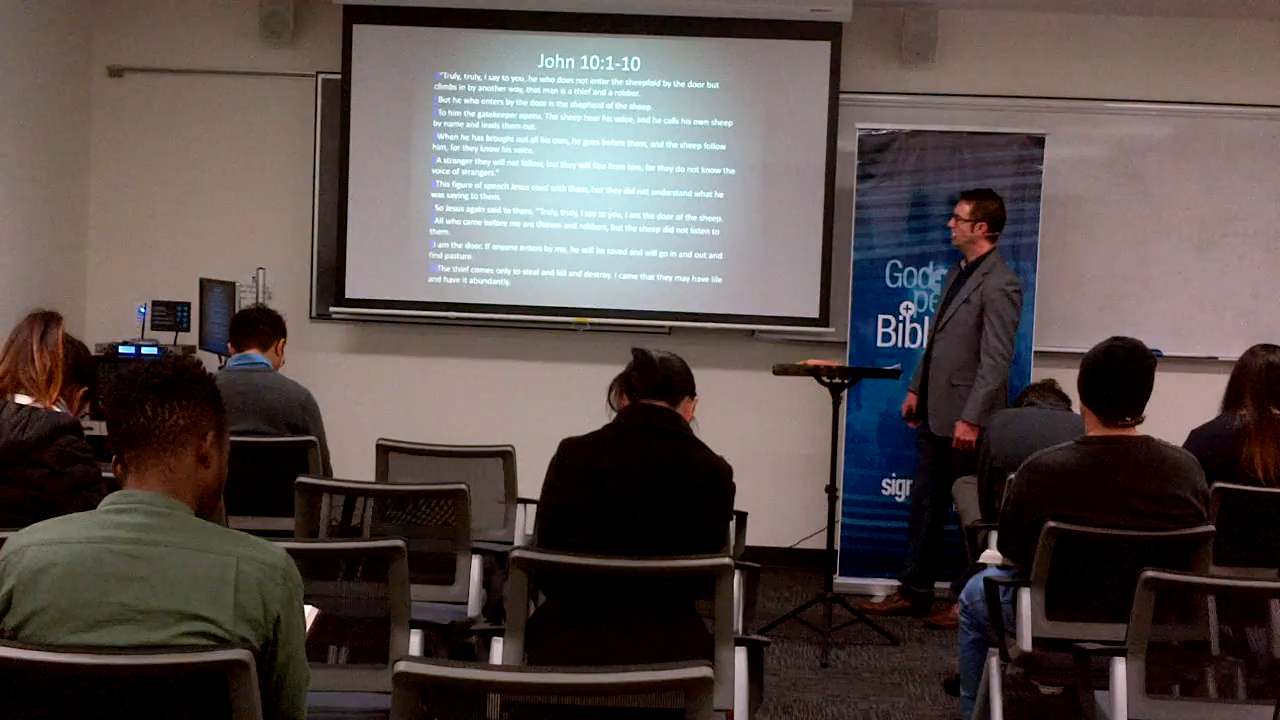 John 10:1-10
"Truly, truly, I say to you, he who does not enter the sheepfold by the door but
climbs in by another way, that man is a thief and a robber.
But he who enters by the door is the shepherd of the sheep.
To him the gatekeeper opens. The sheep hear his voice, and he calls his own sheep
by name and leads them out.
When he has brought out all his own, he goes before them, and the sheep follow
him, for they know his voice.
A stranger they will not follow, but they will flee from him, for they do not know the
voice of strangers."
This figure of speech Jesus used with them, but they did not understand what he
was saying to them.
So Jesus again said to them, "Truly, truly, I say to you, I am the door of the sheep.
All who came before me are thieves and robbers, but the sheep did not listen to
them.
I am the door. If anyone enters by me, he will be saved and will go in and out and
find pasture.
The thief comes only to steal and kill and destroy. I came that they may have life
and have it abundantly.
God
pe
Bibl
sigr